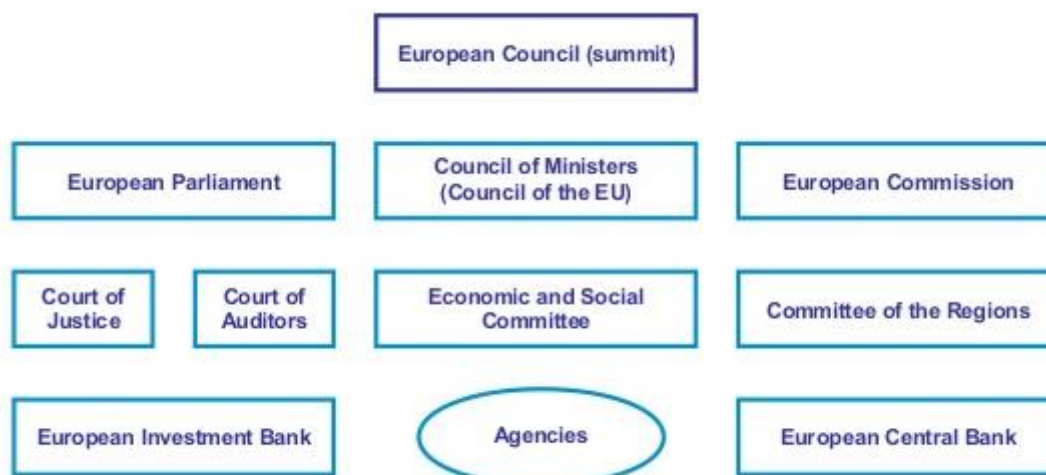 European Council (summit)
European Parliament
Council of Ministers
(Council of the EU)
European Commission
Court of
Justice
Court of
Auditors
Economic and Social
Committee
Committee of the Regions
European Investment Bank
Agencies
European Central Bank